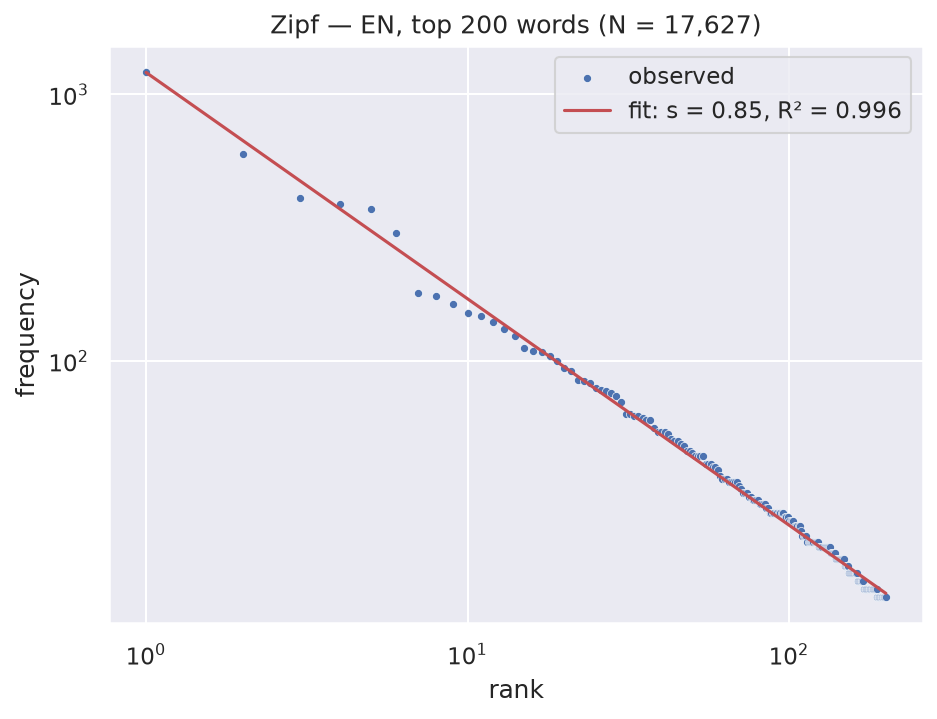 Zipf — EN, top 200 words (N = 17,627)
observed
fit: s = 0.85, R² = 0.996
10³
10²
frequency
10⁰ 10¹ 10²
rank